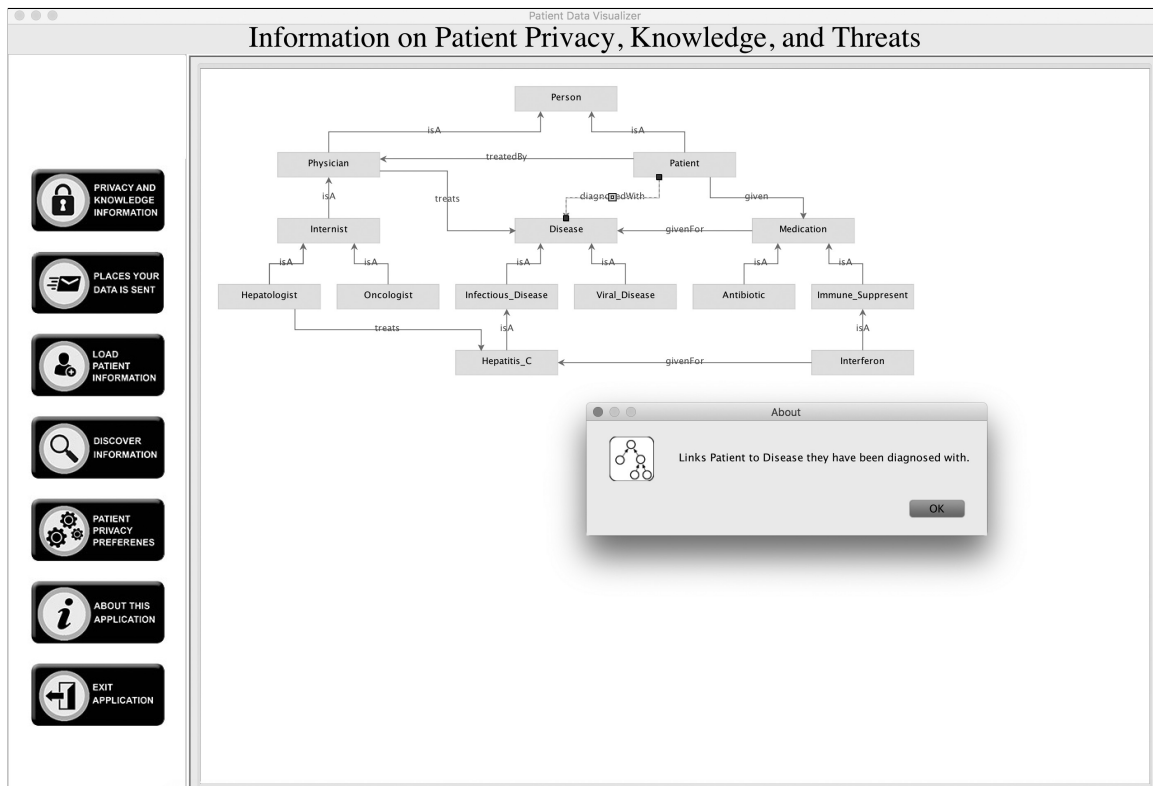 Patient Data Visualizer
Information on Patient Privacy, Knowledge, and Threats
PRIVACY AND
KNOWLEDGE
INFORMATION
PLACES YOUR
DATA IS SENT
LOAD
PATIENT
INFORMATION
DISCOVER
INFORMATION
PATIENT
PRIVACY
PREFERENES
ABOUT THIS
APPLICATION
EXIT
APPLICATION
Person
isA
isA
Physician
treatedBy
Patient
isA
treats
diagnosedWith
given
Internist
Disease
givenFor
Medication
isA
isA
isA
isA
isA
isA
Hepatologist
Oncologist
Infectious_Disease
Viral_Disease
Antibiotic
Immune_Suppresent
treats
isA
isA
Hepatitis_C
givenFor
Interferon
About
Links Patient to Disease they have been diagnosed with.
OK